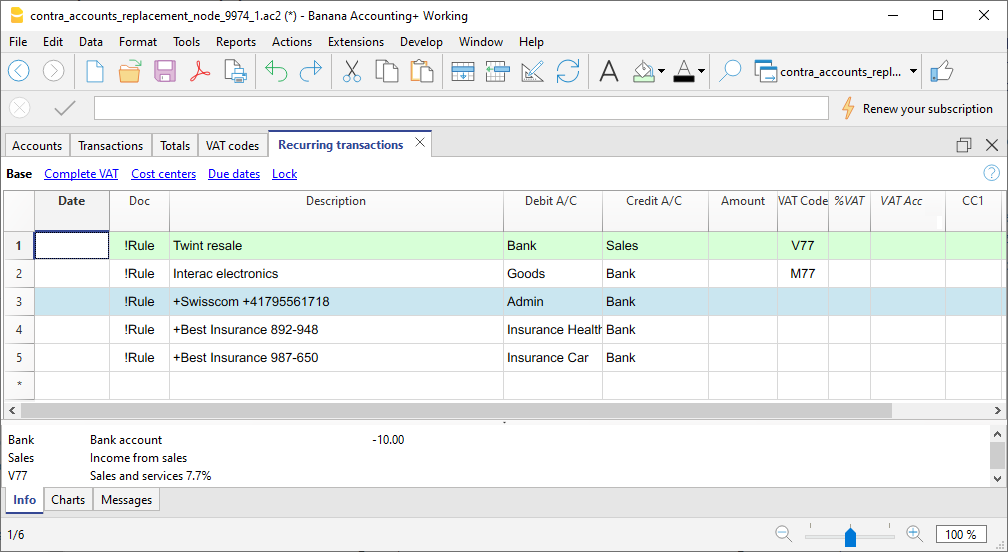 contra_accounts_replacement_node_9974_1.ac2 (*) - Banana Accounting+ Working
File Edit Data Format Tools Reports Actions Extensions Develop Window Help
contra_accounts_repl...
Renew your subscription
Accounts Transactions Totals VAT codes Recurring transactions
Base Complete VAT Cost centers Due dates Lock
Date Doc Description Debit A/C Credit A/C Amount VAT Code %VAT VAT Acc CC1
1 !Rule Twint resale Bank Sales V77
2 !Rule Interac electronics Goods Bank M77
3 !Rule +Swisscom +41795561718 Admin Bank
4 !Rule +Best Insurance 892-948 Insurance Health Bank
5 !Rule +Best Insurance 987-650 Insurance Car Bank
*
Bank Bank account -10.00
Sales Income from sales
V77 Sales and services 7.7%
Info Charts Messages
1/6 100 %